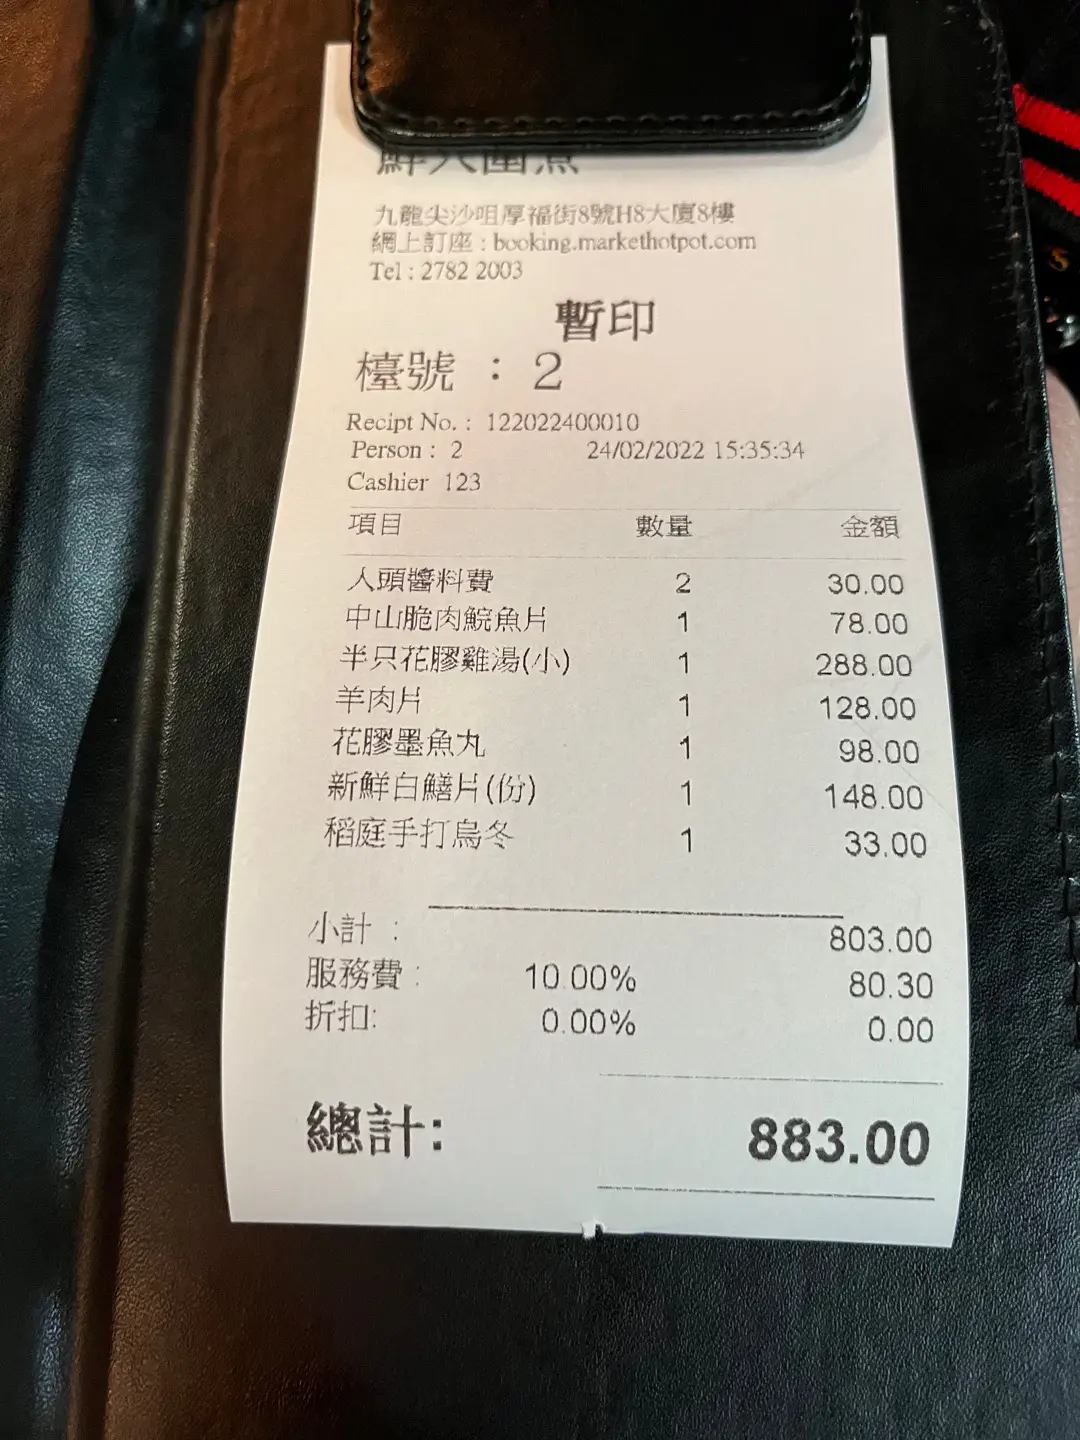 鮮入圍煮
九龍尖沙咀厚福街8號H8大廈8樓
網上訂座 : booking.markethotpot.com
Tel : 2782 2003
暫印
檯號 : 2
Recipt No. : 122022400010
Person : 2 24/02/2022 15:35:34
Cashier 123
項目 數量 金額
人頭醬料費 2 30.00
中山脆肉鯇魚片 1 78.00
半只花膠雞湯(小) 1 288.00
羊肉片 1 128.00
花膠墨魚丸 1 98.00
新鮮白鱔片(份) 1 148.00
稻庭手打烏冬 1 33.00
小計 : 803.00
服務費 : 10.00% 80.30
折扣: 0.00% 0.00
總計: 883.00